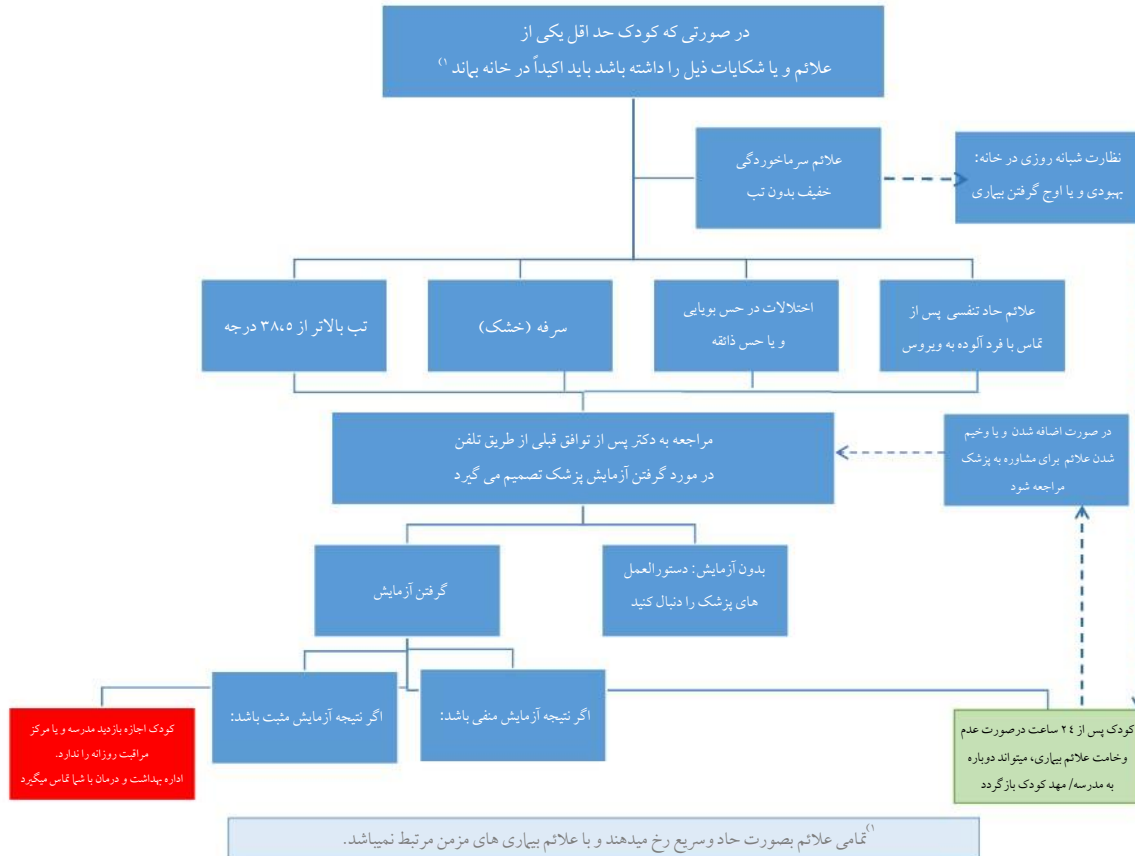 در صورتی که کودک حد اقل یکی از
علائم و یا شکایات ذیل را داشته باشد باید اکیداً در خانه بماند ۱)
علائم سرماخوردگی
خفیف بدون تب
نظارت شبانه روزی در خانه:
بهبودی و یا اوج گرفتن بیماری
علائم حاد تنفسی پس از
تماس با فرد آلوده به ویروس
اختلالات در حس بویایی
و یا حس ذائقه
سرفه (خشک)
تب بالاتر از ۳۸،۵ درجه
مراجعه به دکتر پس از توافق قبلی از طریق تلفن
در مورد گرفتن آزمایش پزشک تصمیم می گیرد
در صورت اضافه شدن و یا وخیم
شدن علائم برای مشاوره به پزشک
مراجعه شود
بدون آزمایش: دستورالعمل
های پزشک را دنبال کنید
گرفتن آزمایش
اگر نتیجه آزمایش منفی باشد:
اگر نتیجه آزمایش مثبت باشد:
کودک پس از ۲٤ ساعت درصورت عدم
وخامت علائم بیماری، میتواند دوباره
به مدرسه/ مهد کودک بازگردد
کودک اجازه بازدید مدرسه و یا مرکز
مراقبت روزانه را ندارد.
اداره بهداشت و درمان با شما تماس میگیرد
۱)تمامی علائم بصورت حاد وسریع رخ میدهند و با علائم بیماری های مزمن مرتبط نمیباشد.